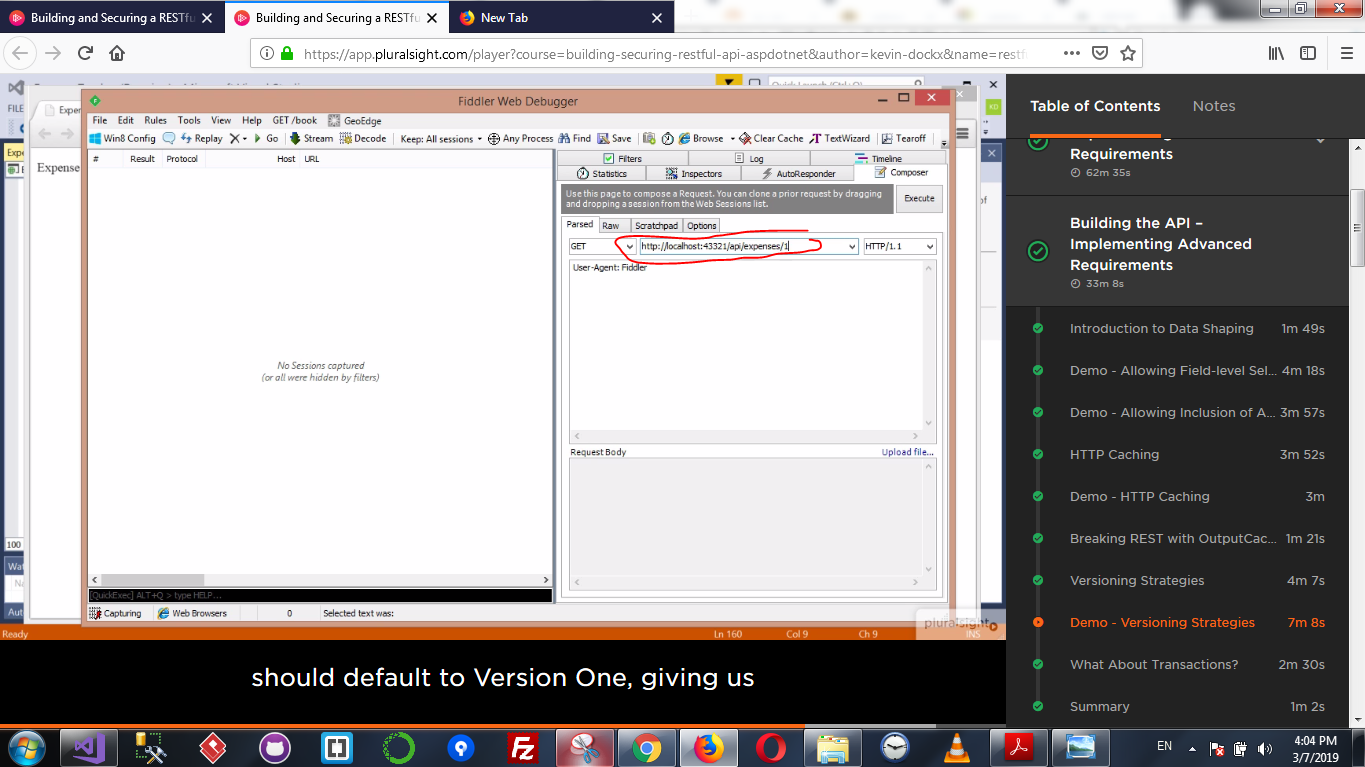 Building and Securing a RESTfu
Building and Securing a RESTfu
New Tab
https://app.pluralsight.com/player?course=building-securing-restful-api-aspdotnet&author=kevin-dockx&name=restf
Quick Launch (Ctrl+Q)
FILE
Exper
KD
Expense
Fiddler Web Debugger
File Edit Rules Tools View Help GET /book GeoEdge
Win8 Config Replay Go Stream Decode Keep: All sessions Any Process Find Save Browse Clear Cache TextWizard Tearoff
# Result Protocol Host URL
Filters Log Timeline
Statistics Inspectors AutoResponder Composer
Use this page to compose a Request. You can clone a prior request by dragging
and dropping a session from the Web Sessions list.
Execute
Parsed Raw Scratchpad Options
GET http://localhost:43321/api/expenses/1 HTTP/1.1
User-Agent: Fiddler
No Sessions captured
(or all were hidden by filters)
Request Body Upload file...
100
Wat
Na
Aut
[QuickExec] ALT+Q > type HELP...
Capturing Web Browsers 0 Selected text was:
Ready Ln 160 Col 9 Ch 9 INS
pluralsight
should default to Version One, giving us
Table of Contents Notes
Requirements
62m 35s
Building the API –
Implementing Advanced
Requirements
33m 8s
Introduction to Data Shaping 1m 49s
Demo - Allowing Field-level Sel... 4m 18s
Demo - Allowing Inclusion of A... 3m 57s
HTTP Caching 3m 52s
Demo - HTTP Caching 3m
Breaking REST with OutputCac... 1m 21s
Versioning Strategies 4m 7s
Demo - Versioning Strategies 7m 8s
What About Transactions? 2m 30s
Summary 1m 2s
EN
4:04 PM
3/7/2019